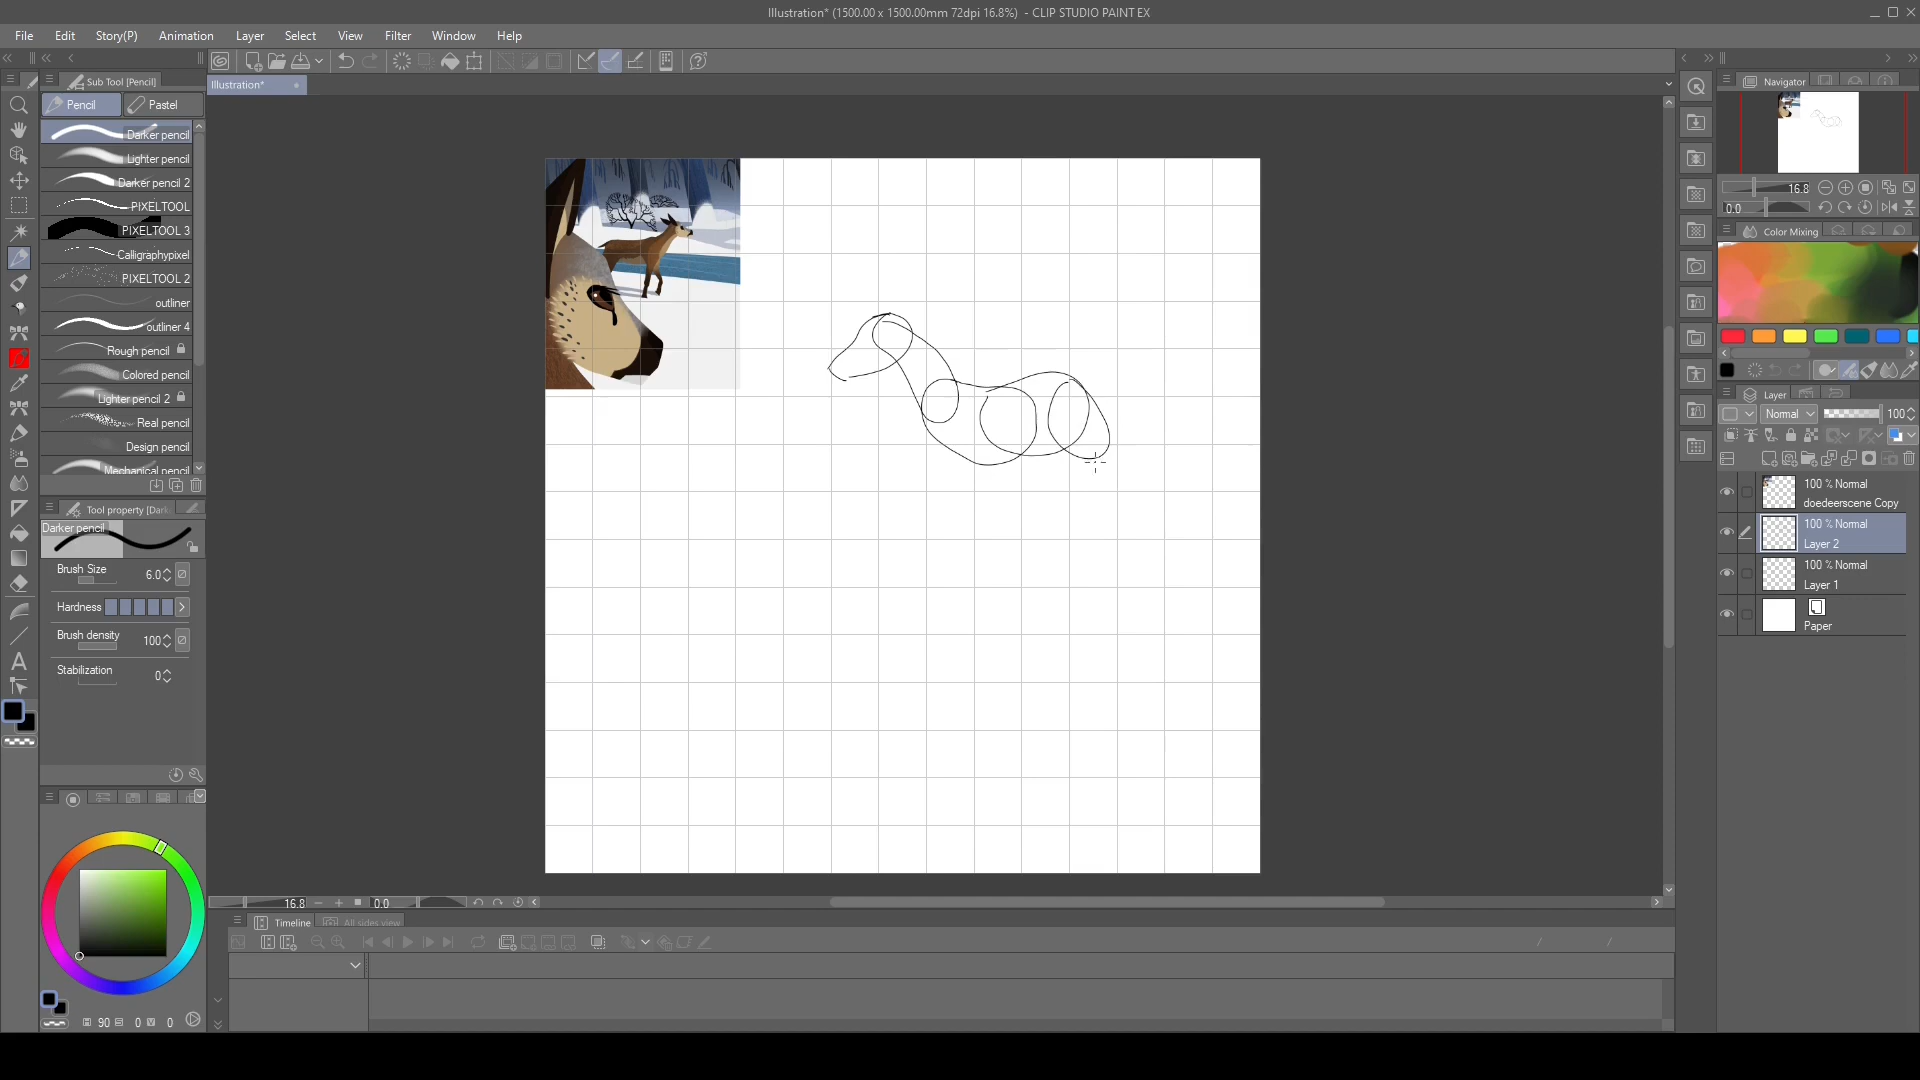 Illustration* (1500.00 x 1500.00mm 72dpi 16.8%) - CLIP STUDIO PAINT EX
File Edit Story(P) Animation Layer Select View Filter Window Help
Sub Tool [Pencil]
Illustration*
Pencil
Pastel
Darker pencil
Lighter pencil
Darker pencil 2
PIXELTOOL
PIXELTOOL 3
Calligraphypixel
PIXELTOOL 2
outliner
outliner 4
Rough pencil
Colored pencil
Lighter pencil 2
Real pencil
Design pencil
Mechanical pencil
Tool property [Dark
Darker pencil
Brush Size 6.0
Hardness
Brush density 100
Stabilization 0
90 0 0
16.8 0.0
Timeline All sides view
Navigator
16.8
0.0
Color Mixing
Layer
Normal 100
100 % Normal
doedeerscene Copy
100 % Normal
Layer 2
100 % Normal
Layer 1
Paper